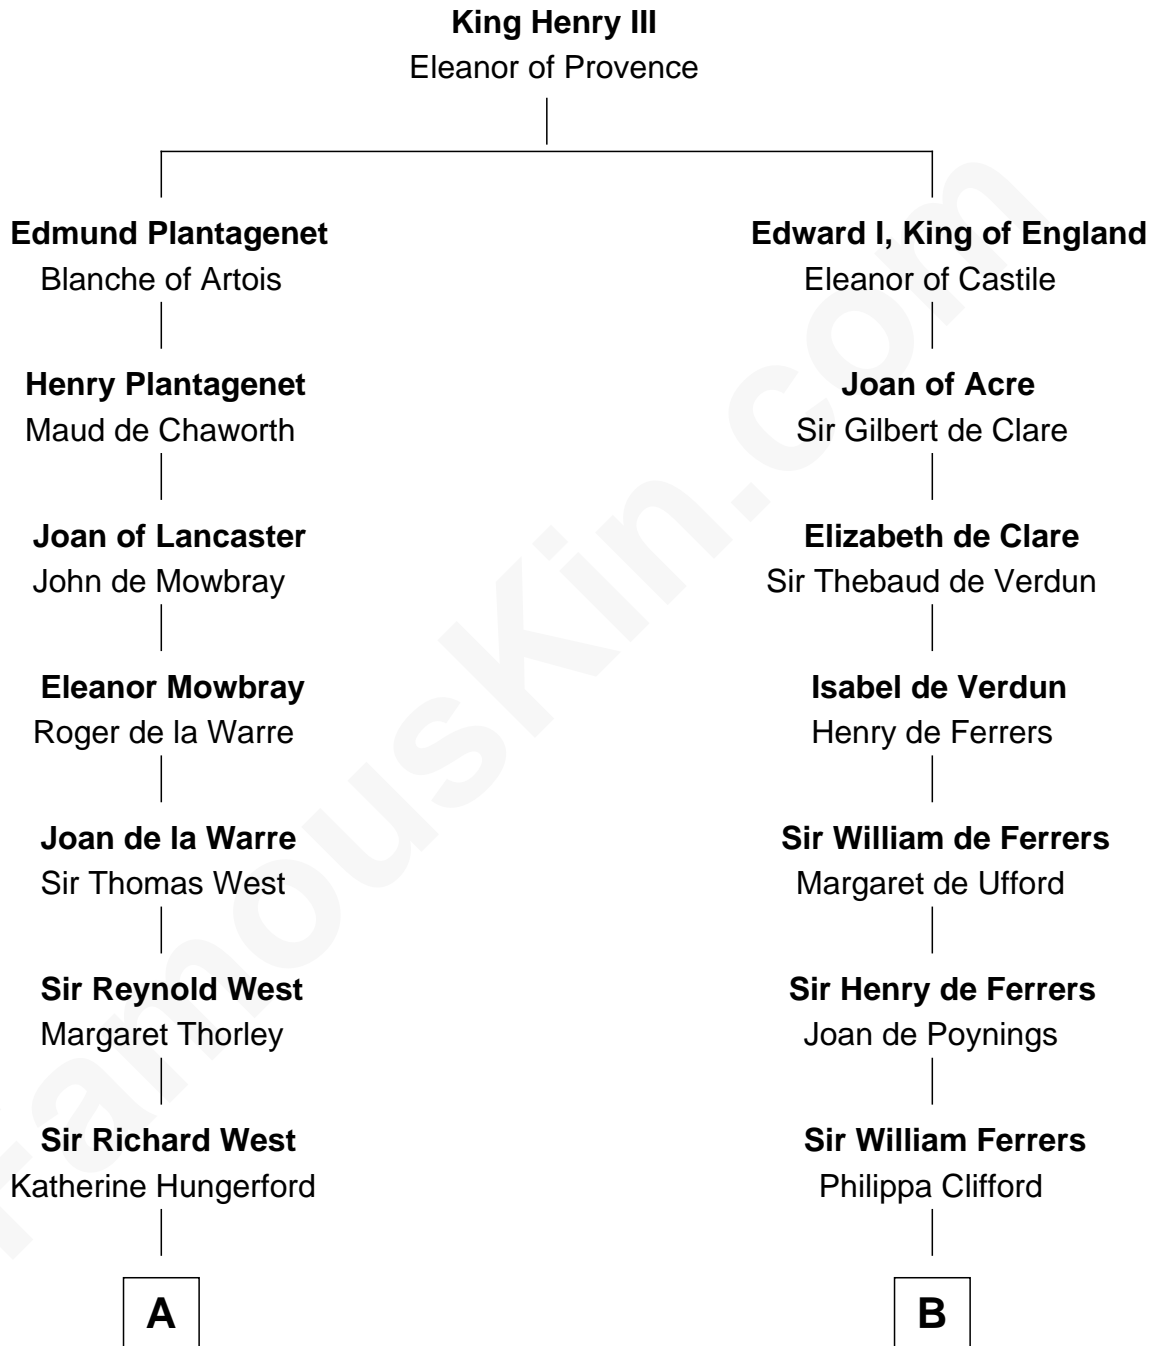 King Henry III
Eleanor of Provence
Edmund Plantagenet
Blanche of Artois
Edward I, King of England
Eleanor of Castile
Henry Plantagenet
Maud de Chaworth
Joan of Acre
Sir Gilbert de Clare
Joan of Lancaster
John de Mowbray
Elizabeth de Clare
Sir Thebaud de Verdun
Eleanor Mowbray
Roger de la Warre
Isabel de Verdun
Henry de Ferrers
Joan de la Warre
Sir Thomas West
Sir William de Ferrers
Margaret de Ufford
Sir Reynold West
Margaret Thorley
Sir Henry de Ferrers
Joan de Poynings
Sir Richard West
Katherine Hungerford
Sir William Ferrers
Philippa Clifford
A
B
FamousKin.com